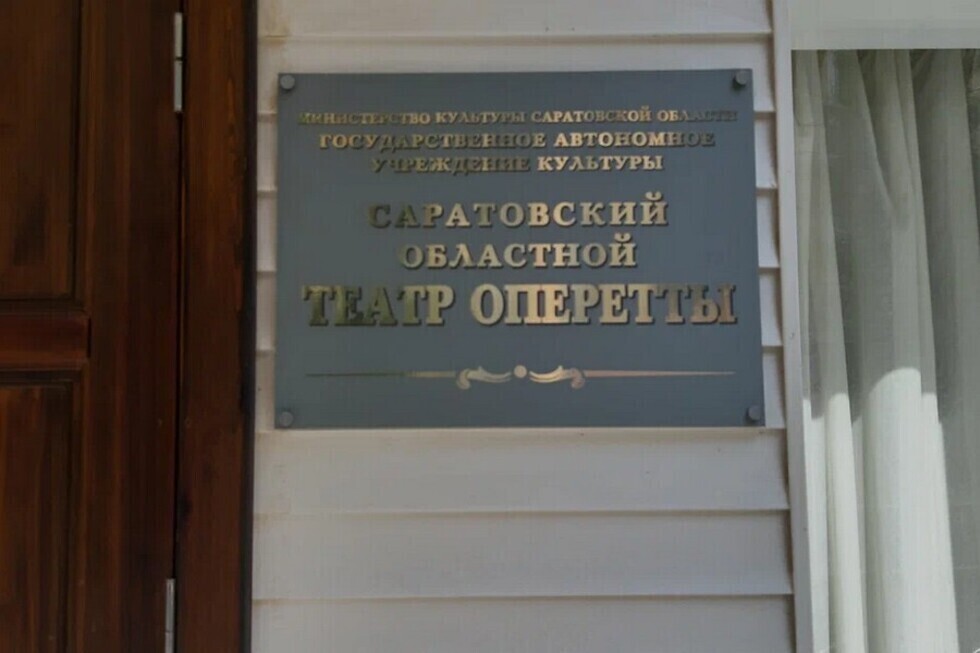 МИНИСТЕРСТВО КУЛЬТУРЫ САРАТОВСКОЙ ОБЛАСТИ
ГОСУДАРСТВЕННОЕ АВТОНОМНОЕ
УЧРЕЖДЕНИЕ КУЛЬТУРЫ
САРАТОВСКИЙ
ОБЛАСТНОЙ
ТЕАТР ОПЕРЕТТЫ